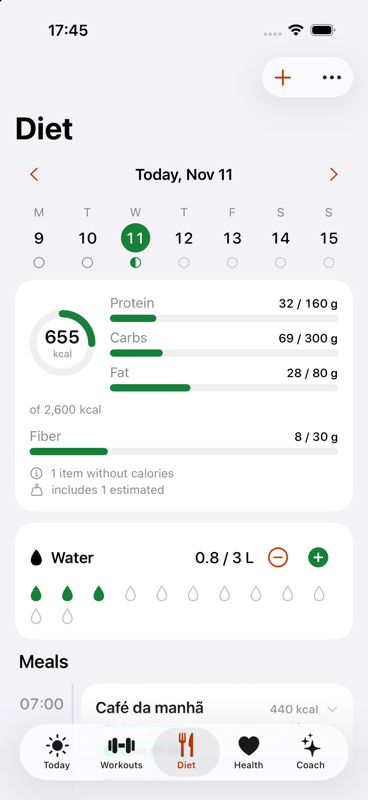 17:45
Diet
Today, Nov 11
M T W T F S S
9 10 11 12 13 14 15
655
kcal
of 2,600 kcal
Protein 32 / 160 g
Carbs 69 / 300 g
Fat 28 / 80 g
Fiber 8 / 30 g
1 item without calories
includes 1 estimated
Water 0.8 / 3 L
Meals
07:00 Café da manhã 440 kcal
Today Workouts Diet Health Coach